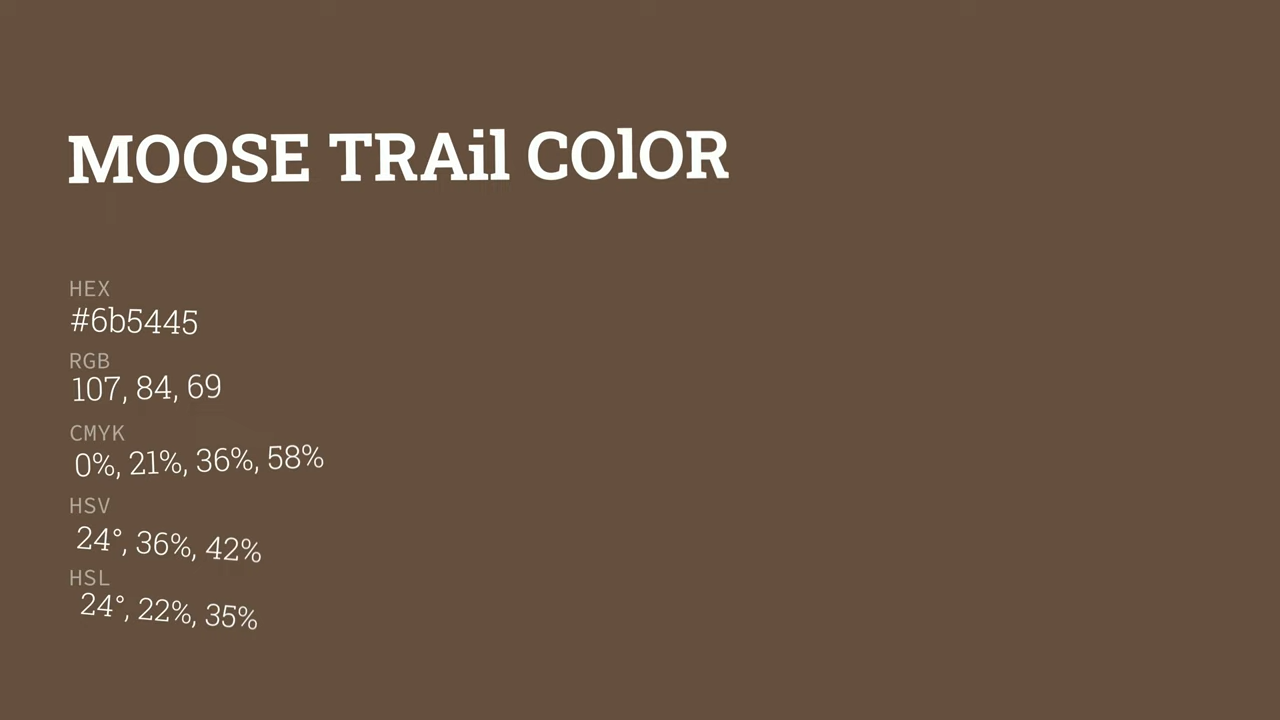 MOOSE TRAil COlOR
HEX
#6b5445
RGB
107, 84, 69
CMYK
0%, 21%, 36%, 58%
HSV
24°, 36%, 42%
HSL
24°, 22%, 35%